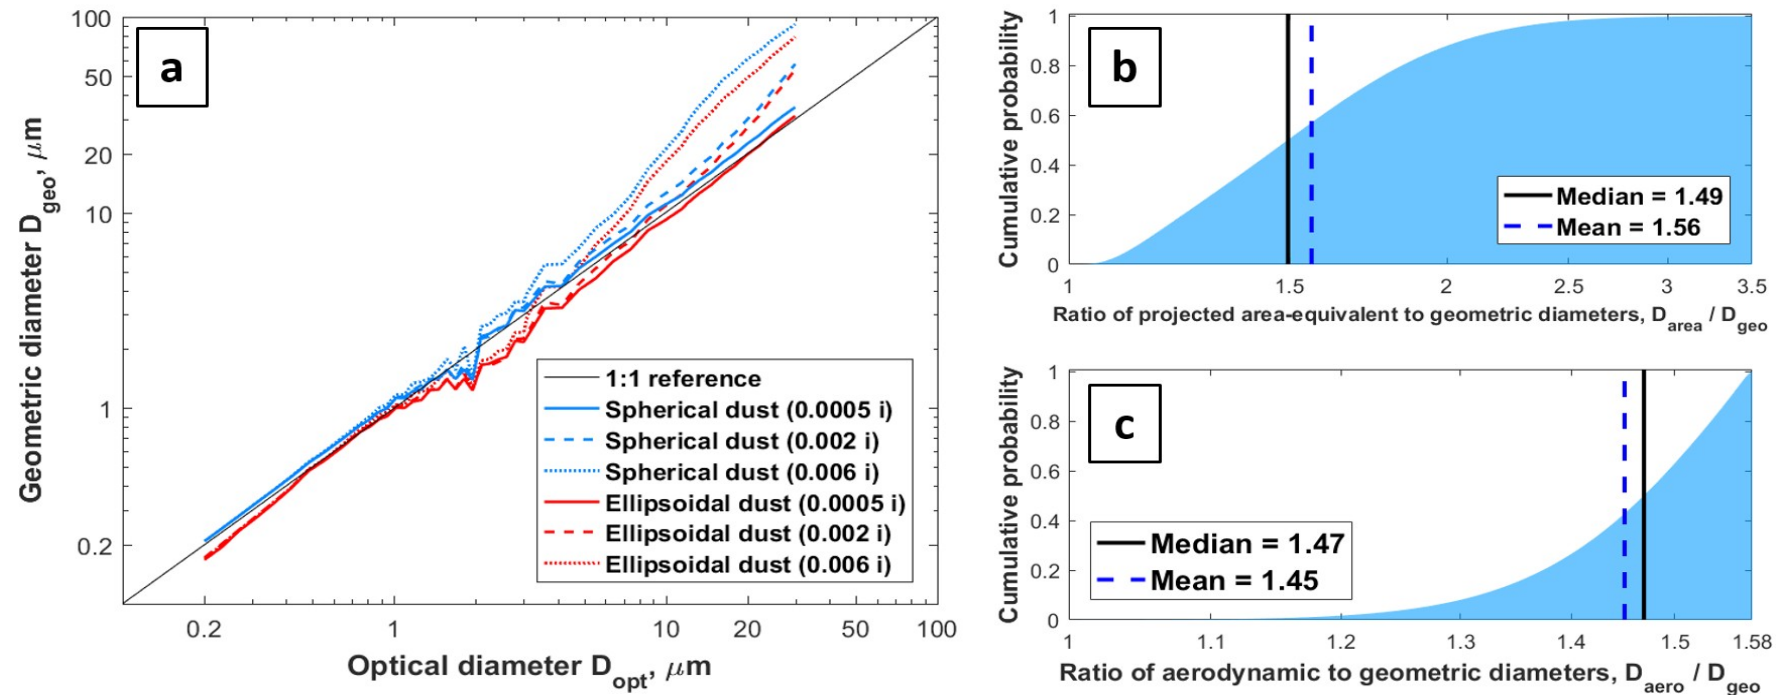 a
100
50
20
10
1
0.2
Geometric diameter D_geo, μm
1:1 reference
Spherical dust (0.0005 i)
Spherical dust (0.002 i)
Spherical dust (0.006 i)
Ellipsoidal dust (0.0005 i)
Ellipsoidal dust (0.002 i)
Ellipsoidal dust (0.006 i)
0.2 1 10 20 50 100
Optical diameter D_opt, μm
b
Cumulative probability
1
0.8
0.6
0.4
0.2
0
Median = 1.49
Mean = 1.56
1 1.5 2 2.5 3 3.5
Ratio of projected area-equivalent to geometric diameters, D_area / D_geo
c
Cumulative probability
1
0.8
0.6
0.4
0.2
0
Median = 1.47
Mean = 1.45
1 1.1 1.2 1.3 1.4 1.5 1.58
Ratio of aerodynamic to geometric diameters, D_aero / D_geo